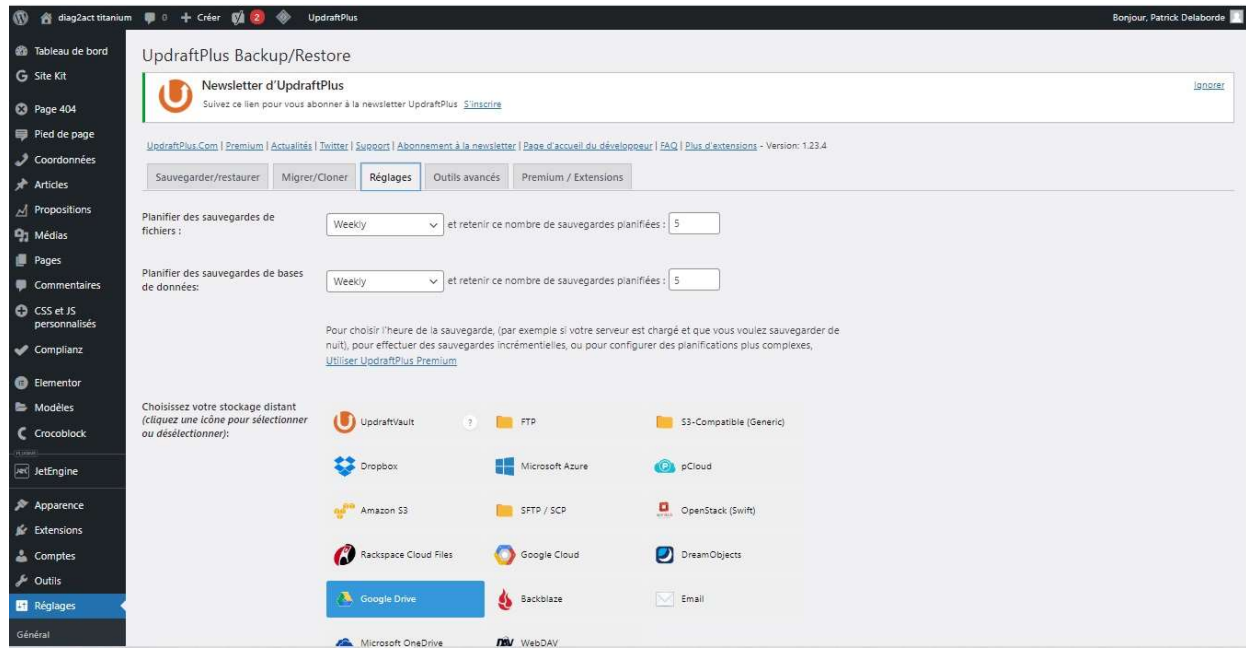 diag2act titanium 0 + Créer 2 UpdraftPlus Bonjour, Patrick Delaborde
Tableau de bord
Site Kit
Page 404
Pied de page
Coordonnées
Articles
Propositions
Médias
Pages
Commentaires
CSS et JS
personnalisés
Complianz
Elementor
Modèles
Crocoblock
JetEngine
Apparence
Extensions
Comptes
Outils
Réglages
Général
UpdraftPlus Backup/Restore
Newsletter d'UpdraftPlus
Ignorer
Suivez ce lien pour vous abonner à la newsletter UpdraftPlus S'inscrire
UpdraftPlus.Com | Premium | Actualités | Twitter | Support | Abonnement à la newsletter | Page d'accueil du développeur | FAQ | Plus d'extensions - Version: 1.23.4
Sauvegarder/restaurer Migrer/Cloner Réglages Outils avancés Premium / Extensions
Planifier des sauvegardes de
fichiers :
Weekly et retenir ce nombre de sauvegardes planifiées : 5
Planifier des sauvegardes de bases
de données:
Weekly et retenir ce nombre de sauvegardes planifiées : 5
Pour choisir l'heure de la sauvegarde, (par exemple si votre serveur est chargé et que vous voulez sauvegarder de
nuit), pour effectuer des sauvegardes incrémentielles, ou pour configurer des planifications plus complexes,
Utiliser UpdraftPlus Premium
Choisissez votre stockage distant
(cliquez une icône pour sélectionner
ou désélectionner):
UpdraftVault ? FTP S3-Compatible (Generic)
Dropbox Microsoft Azure pCloud
Amazon S3 SFTP / SCP OpenStack (Swift)
Rackspace Cloud Files Google Cloud DreamObjects
Google Drive Backblaze Email
Microsoft OneDrive WebDAV